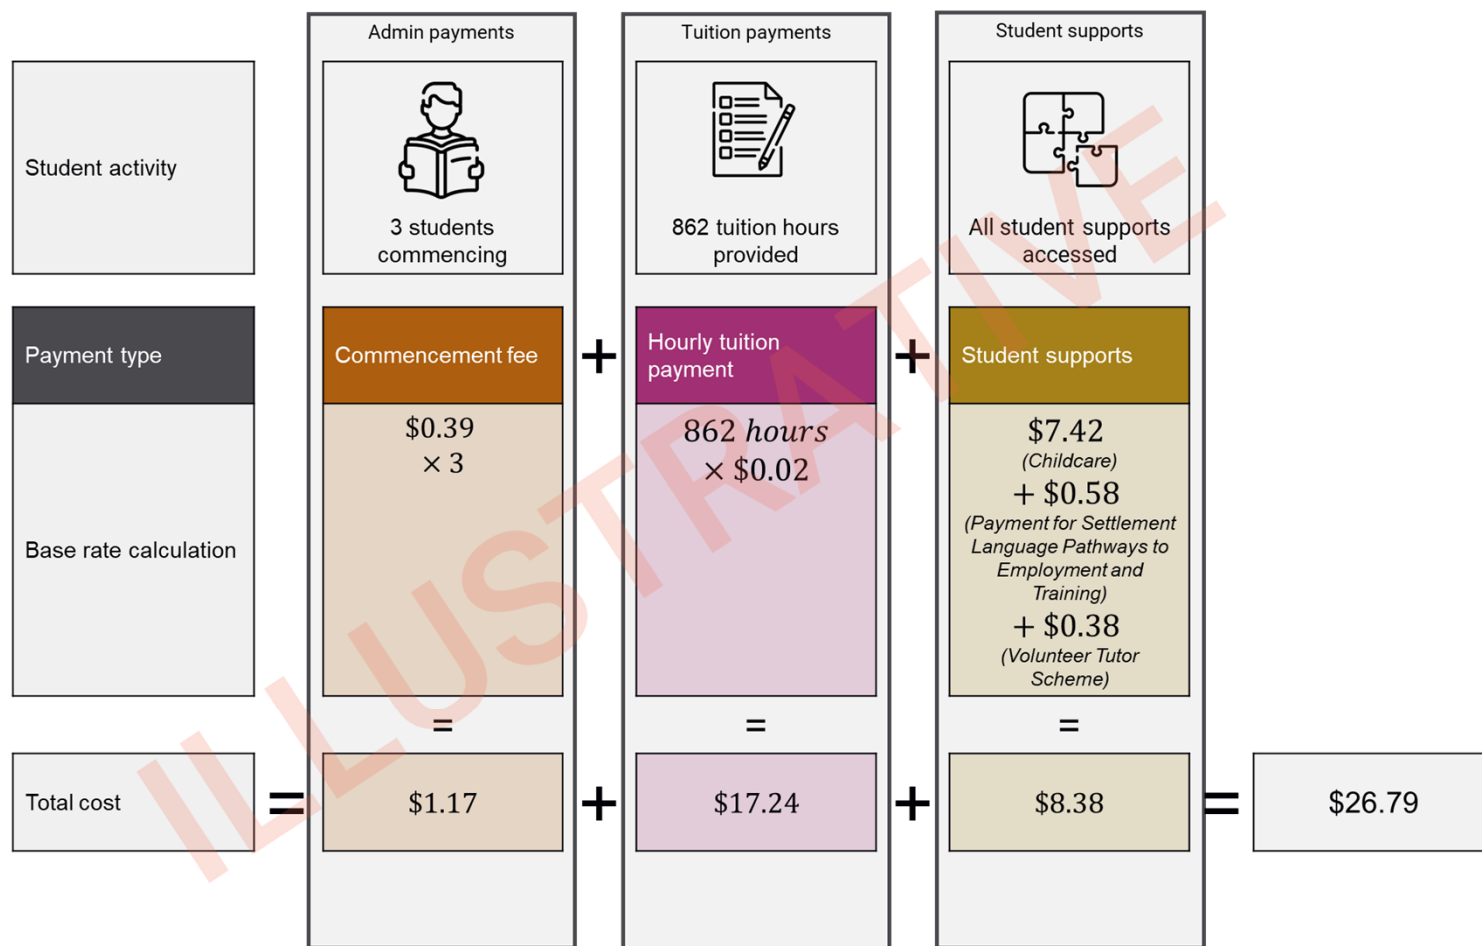 Admin payments
Tuition payments
Student supports
Student activity
3 students
commencing
862 tuition hours
provided
All student supports
accessed
Payment type
Commencement fee
+
Hourly tuition
payment
+
Student supports
Base rate calculation
$0.39
× 3
862 hours
× $0.02
$7.42
(Childcare)
+ $0.58
(Payment for Settlement
Language Pathways to
Employment and
Training)
+ $0.38
(Volunteer Tutor
Scheme)
=
=
=
Total cost
=
$1.17
+
$17.24
+
$8.38
=
$26.79
ILLUSTRATIVE